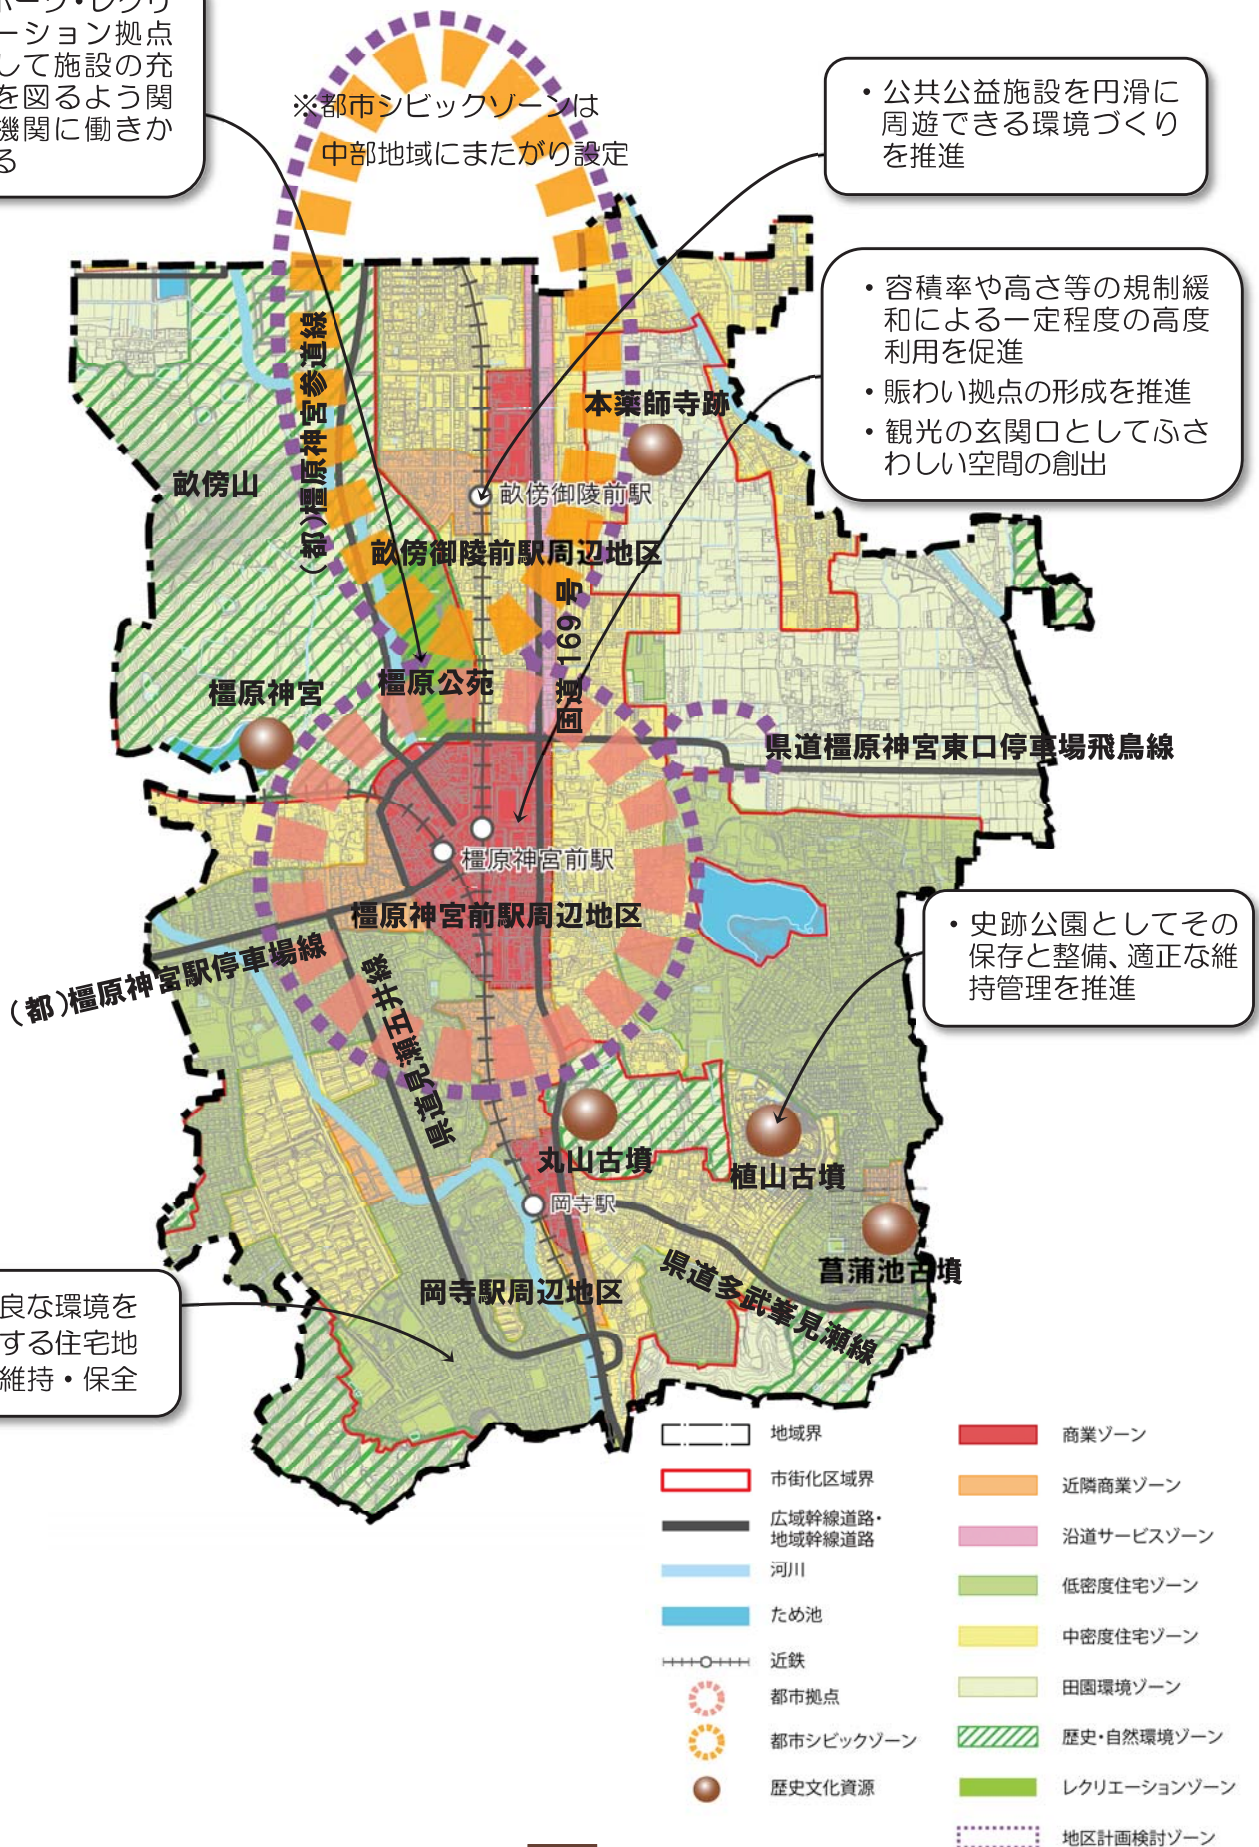 ポーツ・レクリ
ーション拠点
して施設の充
を図るよう関
機関に働きか
る
※都市シビックゾーンは
中部地域にまたがり設定
・公共公益施設を円滑に
周遊できる環境づくり
を推進
・容積率や高さ等の規制緩
和による一定程度の高度
利用を促進
・賑わい拠点の形成を推進
・観光の玄関口としてふさ
わしい空間の創出
(都)橿原神宮参道線
本薬師寺跡
畝傍山
畝傍御陵前駅
畝傍御陵前駅周辺地区
国道169号
橿原神宮
橿原公苑
県道橿原神宮東口停車場飛鳥線
橿原神宮前駅
橿原神宮前駅周辺地区
(都)橿原神宮駅停車場線
県道見瀬五井線
・史跡公園としてその
保存と整備、適正な維
持管理を推進
丸山古墳
植山古墳
岡寺駅
菖蒲池古墳
県道多武峯見瀬線
岡寺駅周辺地区
良な環境を
する住宅地
維持・保全
地域界
市街化区域界
広域幹線道路・
地域幹線道路
河川
ため池
近鉄
都市拠点
都市シビックゾーン
歴史文化資源
商業ゾーン
近隣商業ゾーン
沿道サービスゾーン
低密度住宅ゾーン
中密度住宅ゾーン
田園環境ゾーン
歴史・自然環境ゾーン
レクリエーションゾーン
地区計画検討ゾーン